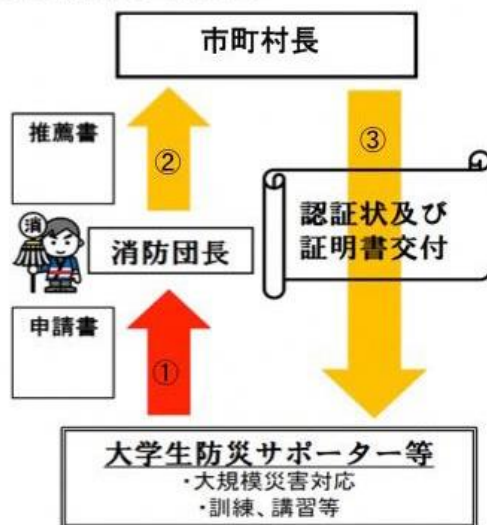 市町村長
推薦書
②
③
認証状及び
証明書交付
消
消防団長
申請書
①
大学生防災サポーター等
・大規模災害対応
・訓練、講習等